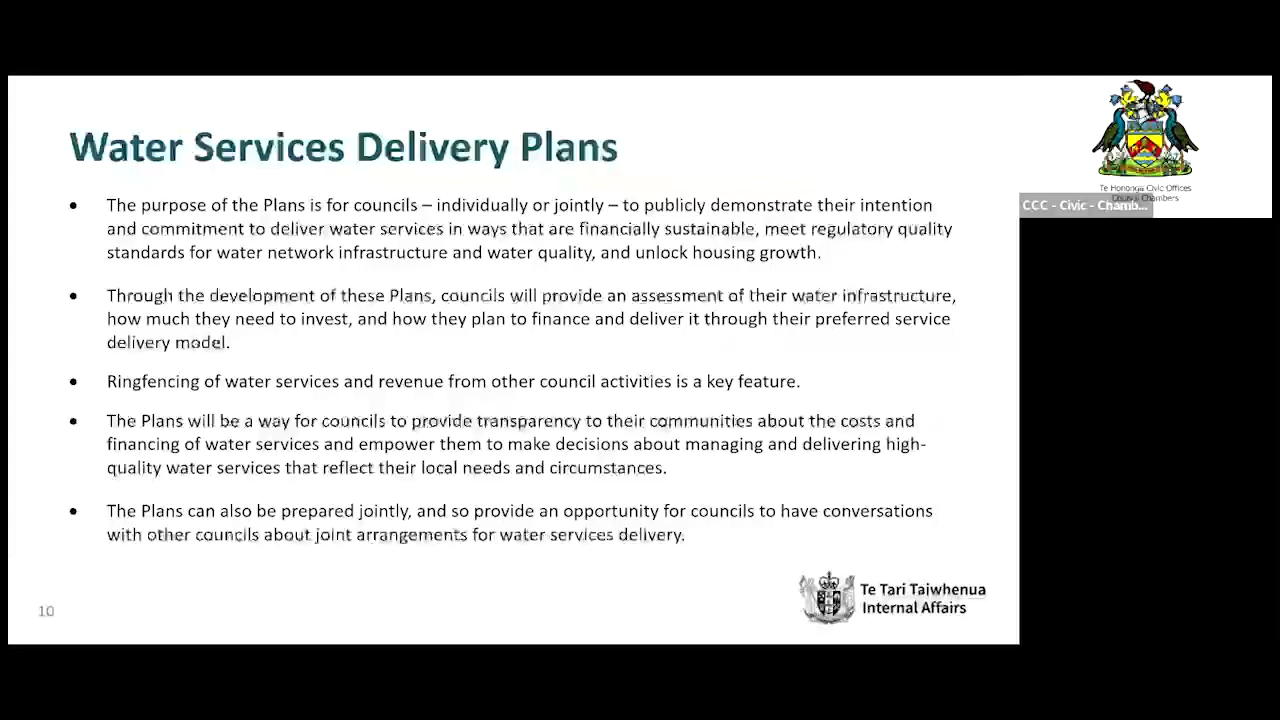 Water Services Delivery Plans
• The purpose of the Plans is for councils – individually or jointly – to publicly demonstrate their intention
and commitment to deliver water services in ways that are financially sustainable, meet regulatory quality
standards for water network infrastructure and water quality, and unlock housing growth.
• Through the development of these Plans, councils will provide an assessment of their water infrastructure,
how much they need to invest, and how they plan to finance and deliver it through their preferred service
delivery model.
• Ringfencing of water services and revenue from other council activities is a key feature.
• The Plans will be a way for councils to provide transparency to their communities about the costs and
financing of water services and empower them to make decisions about managing and delivering high-
quality water services that reflect their local needs and circumstances.
• The Plans can also be prepared jointly, and so provide an opportunity for councils to have conversations
with other councils about joint arrangements for water services delivery.
10
Te Tari Taiwhenua
Internal Affairs
Te Hononga Civic Offices
Chambers
CCC - Civic - Chamb...